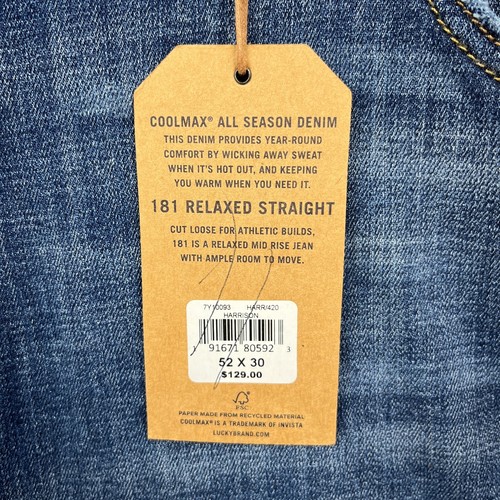 COOLMAX® ALL SEASON DENIM
THIS DENIM PROVIDES YEAR-ROUND
COMFORT BY WICKING AWAY SWEAT
WHEN IT'S HOT OUT, AND KEEPING
YOU WARM WHEN YOU NEED IT.
181 RELAXED STRAIGHT
CUT LOOSE FOR ATHLETIC BUILDS,
181 IS A RELAXED MID RISE JEAN
WITH AMPLE ROOM TO MOVE.
7Y10093 HARR/420
HARRISON
1 91671 80592 3
52 X 30
$129.00
FSC
PAPER MADE FROM RECYCLED MATERIAL
COOLMAX® IS A TRADEMARK OF INVISTA
LUCKYBRAND.COM